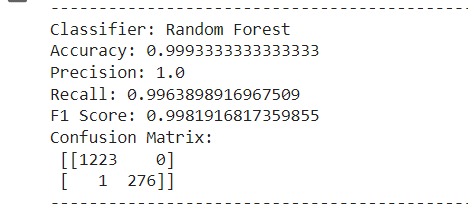 --------------------------------------------
Classifier: Random Forest
Accuracy: 0.9993333333333333
Precision: 1.0
Recall: 0.9963898916967509
F1 Score: 0.9981916817359855
Confusion Matrix:
[[1223    0]
[   1  276]]
--------------------------------------------